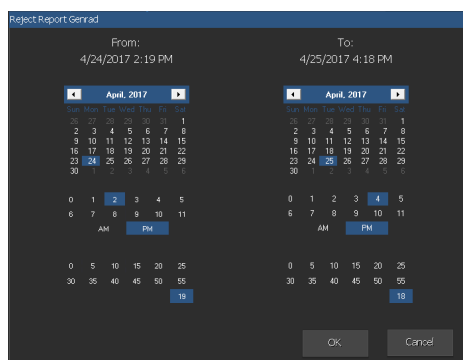 Reject Report Genrad
From:
4/24/2017 2:19 PM
April, 2017
Sun Mon Tue Wed Thu Fri Sat
26 27 28 29 30 31 1
2 3 4 5 6 7 8
9 10 11 12 13 14 15
16 17 18 19 20 21 22
23 24 25 26 27 28 29
30 1 2 3 4 5 6
0 1 2 3 4 5
6 7 8 9 10 11
AM PM
0 5 10 15 20 25
30 35 40 45 50 55
19
To:
4/25/2017 4:18 PM
April, 2017
Sun Mon Tue Wed Thu Fri Sat
26 27 28 29 30 31 1
2 3 4 5 6 7 8
9 10 11 12 13 14 15
16 17 18 19 20 21 22
23 24 25 26 27 28 29
30 1 2 3 4 5 6
0 1 2 3 4 5
6 7 8 9 10 11
AM PM
0 5 10 15 20 25
30 35 40 45 50 55
18
OK Cancel